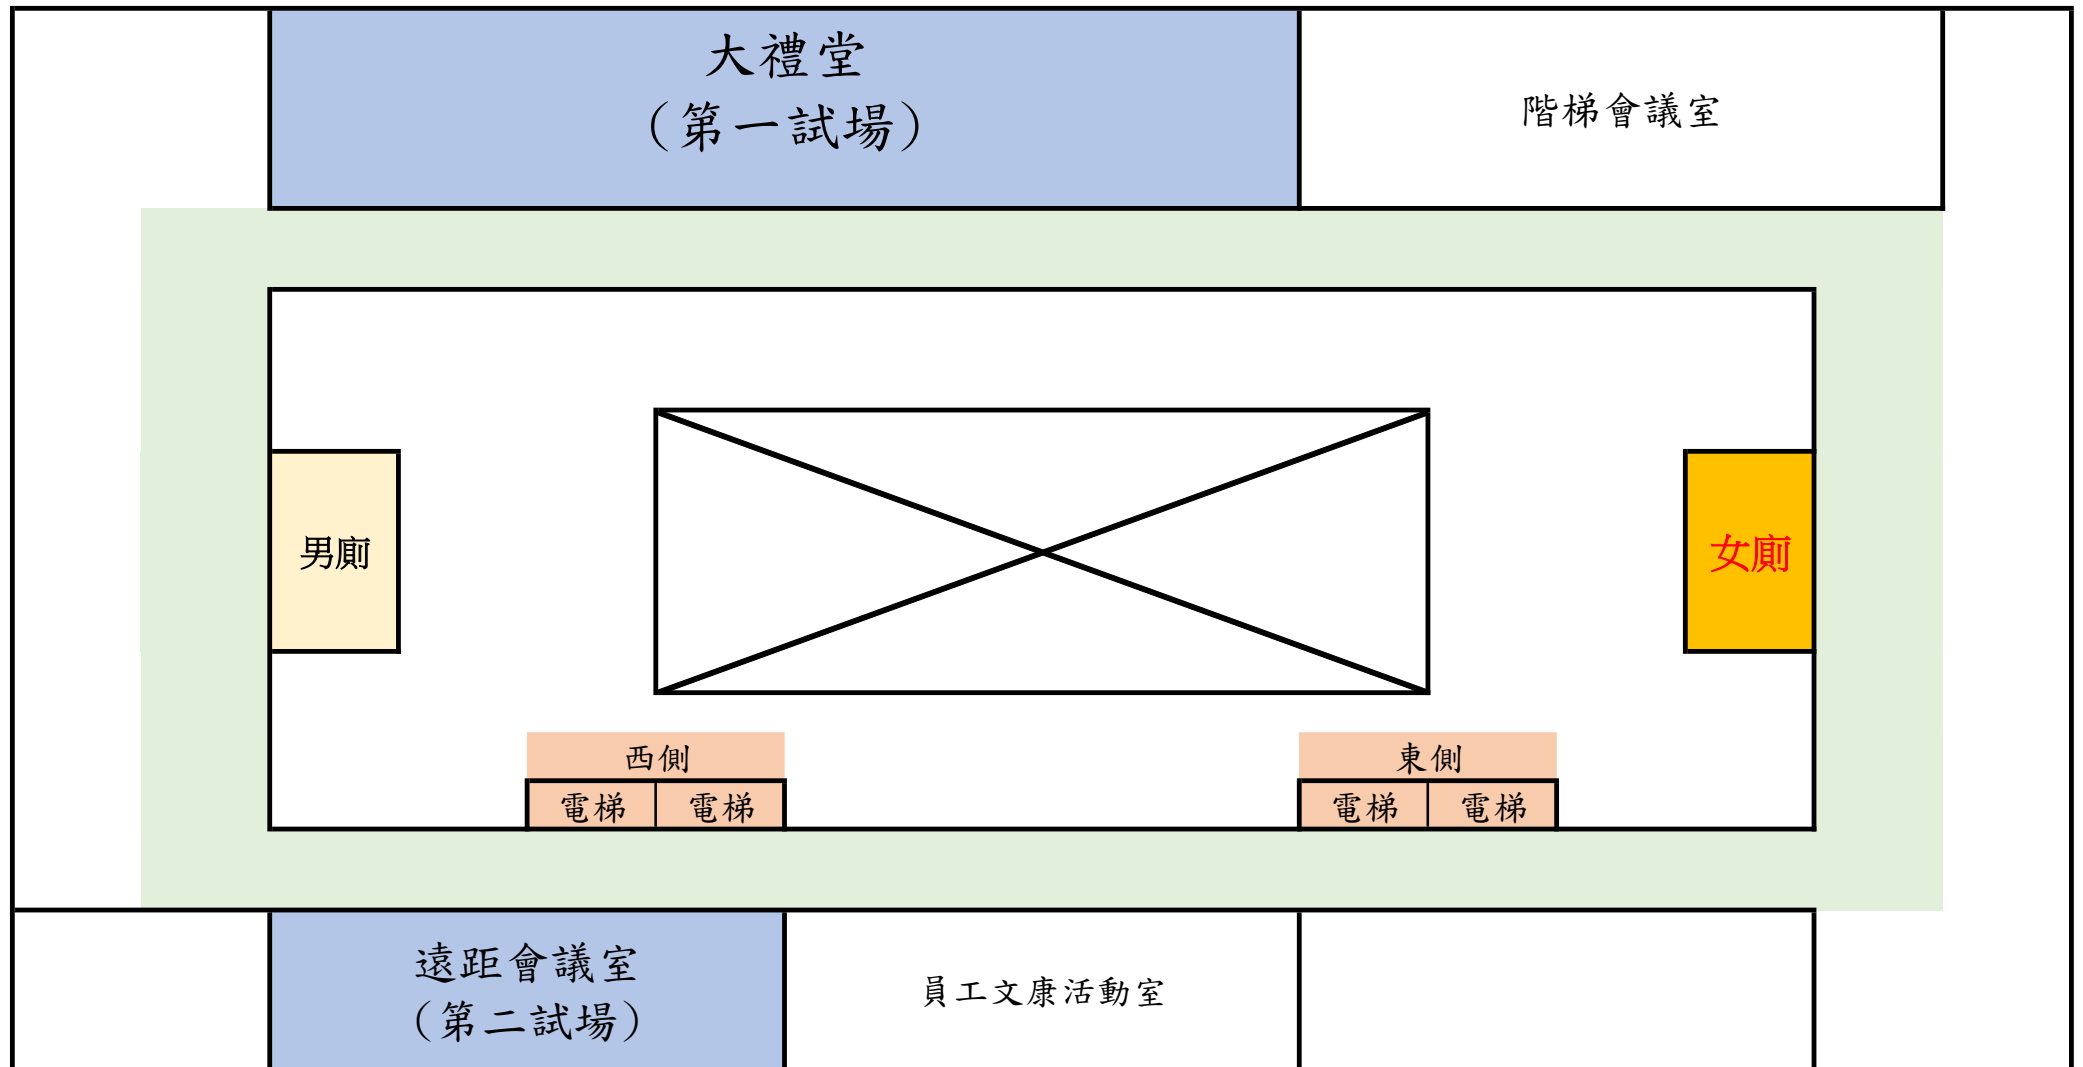 大禮堂
（第一試場）
階梯會議室
男廁
女廁
西側
東側
電梯 電梯
電梯 電梯
遠距會議室
（第二試場）
員工文康活動室